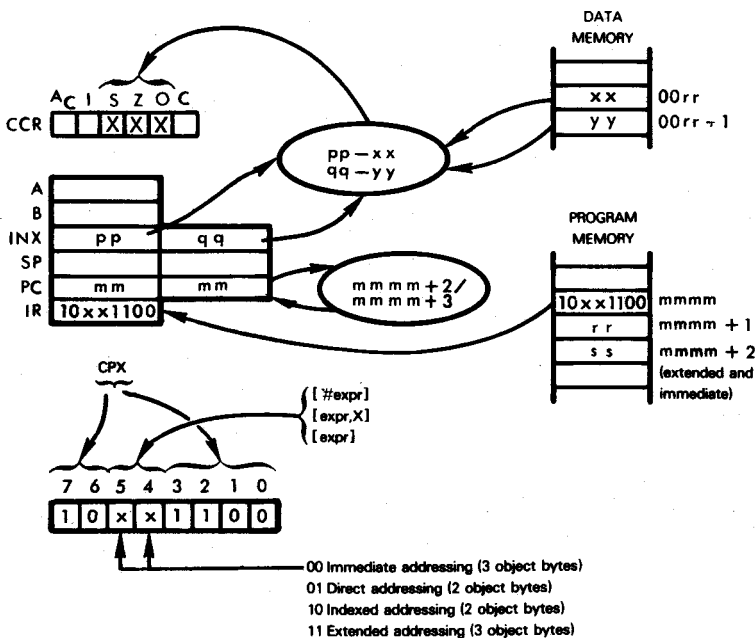 DATA
MEMORY
AC I S Z O C
CCR X X X
xx 00rr
yy 00rr + 1
pp — xx
qq — yy
A
B
INX pp qq
SP
PC mm mm
IR 10xx1100
mmmm + 2/
mmmm + 3
PROGRAM
MEMORY
10xx1100 mmmm
rr mmmm + 1
ss mmmm + 2
(extended and
immediate)
CPX
[#expr]
[expr,X]
[expr]
7 6 5 4 3 2 1 0
1 0 x x 1 1 0 0
00 Immediate addressing (3 object bytes)
01 Direct addressing (2 object bytes)
10 Indexed addressing (2 object bytes)
11 Extended addressing (3 object bytes)